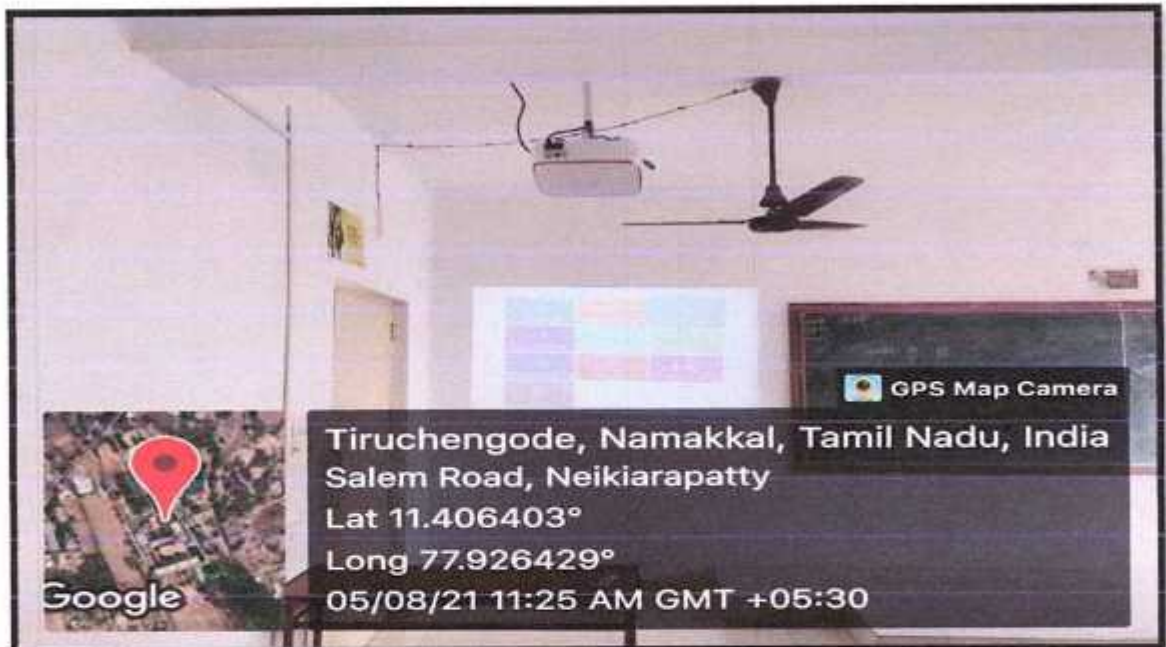 GPS Map Camera
Tiruchengode, Namakkal, Tamil Nadu, India
Salem Road, Neikiarapatty
Lat 11.406403°
Long 77.926429°
05/08/21 11:25 AM GMT +05:30
Google